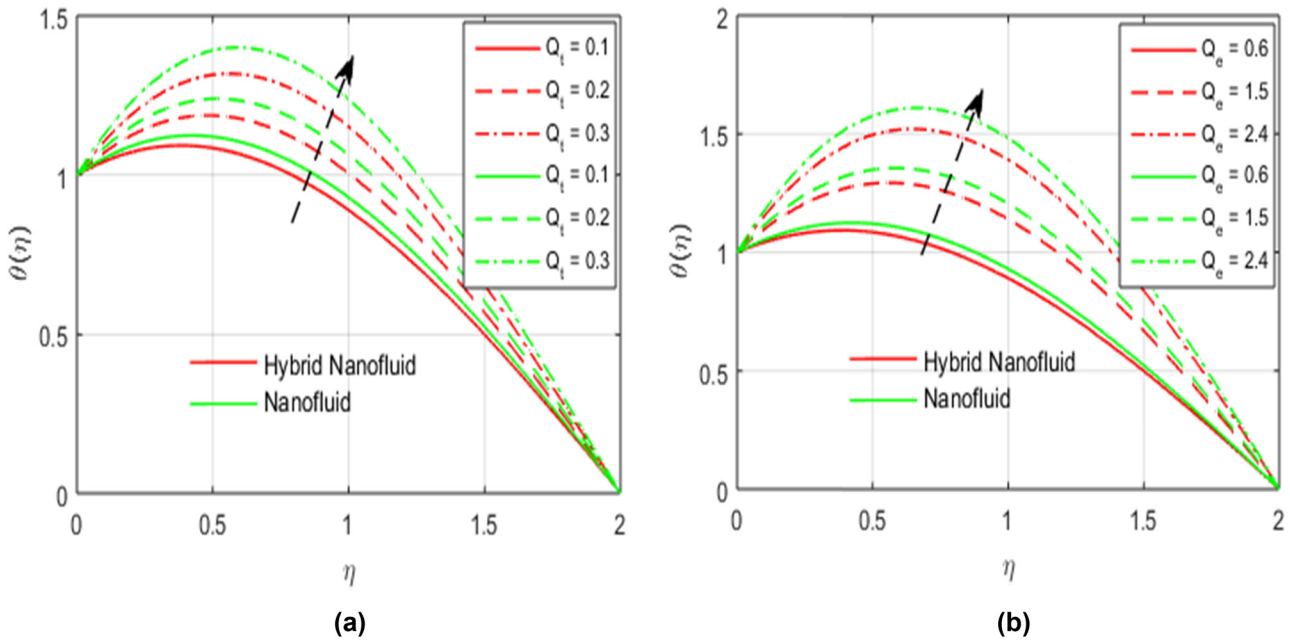 1.5
1
0.5
0
0
0.5
1
1.5
2
θ(η)
η
Q_t = 0.1
Q_t = 0.2
Q_t = 0.3
Q_t = 0.1
Q_t = 0.2
Q_t = 0.3
Hybrid Nanofluid
Nanofluid
(a)
2
1.5
1
0.5
0
0
0.5
1
1.5
2
θ(η)
η
Q_e = 0.6
Q_e = 1.5
Q_e = 2.4
Q_e = 0.6
Q_e = 1.5
Q_e = 2.4
Hybrid Nanofluid
Nanofluid
(b)